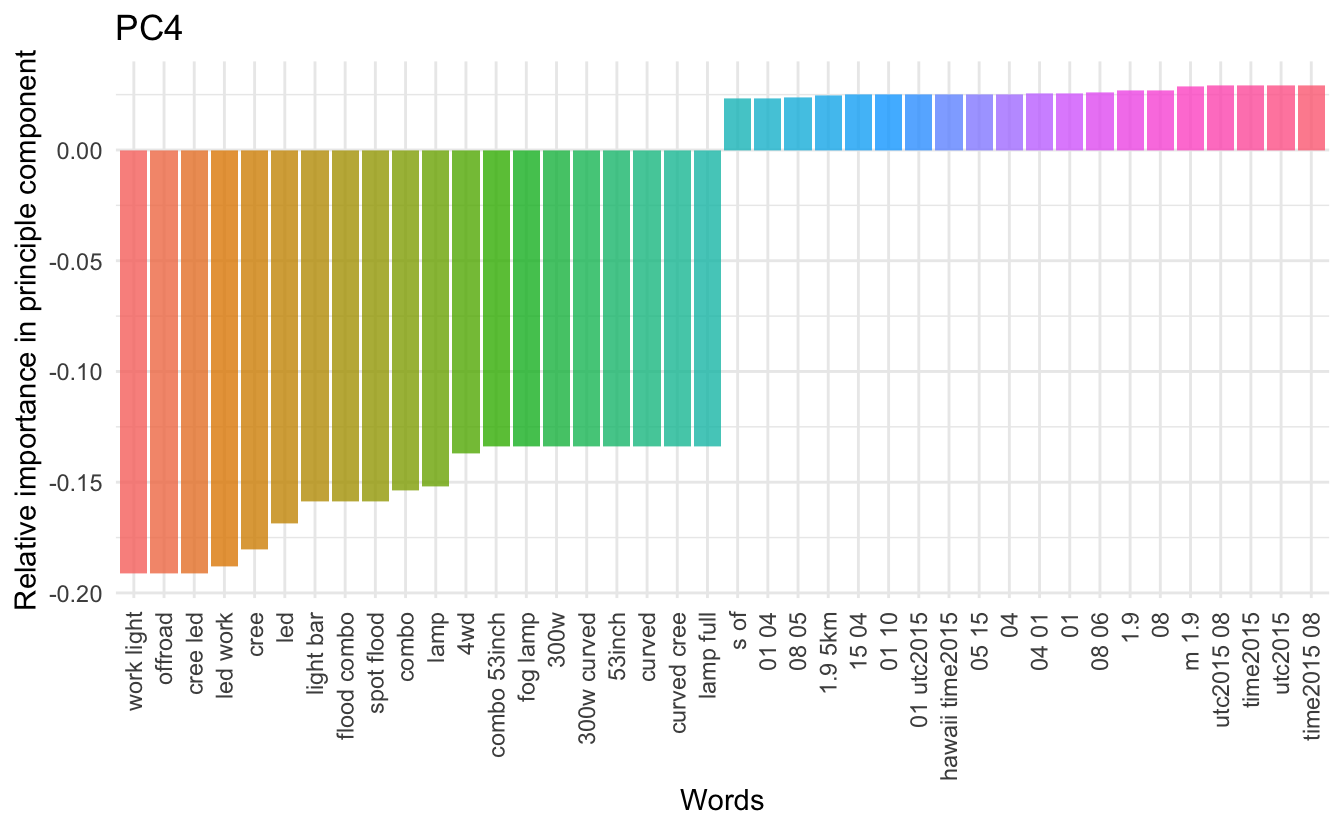 PC4
Relative importance in principle component
0.00
-0.05
-0.10
-0.15
-0.20
work light
offroad
cree led
led work
cree
led
light bar
flood combo
spot flood
combo
lamp
4wd
combo 53inch
fog lamp
300w
300w curved
53inch
curved
curved cree
lamp full
s of
01 04
08 05
1.9 5km
15 04
01 10
01 utc2015
hawaii time2015
05 15
04
04 01
01
08 06
1.9
08
m 1.9
utc2015 08
time2015
utc2015
time2015 08
Words